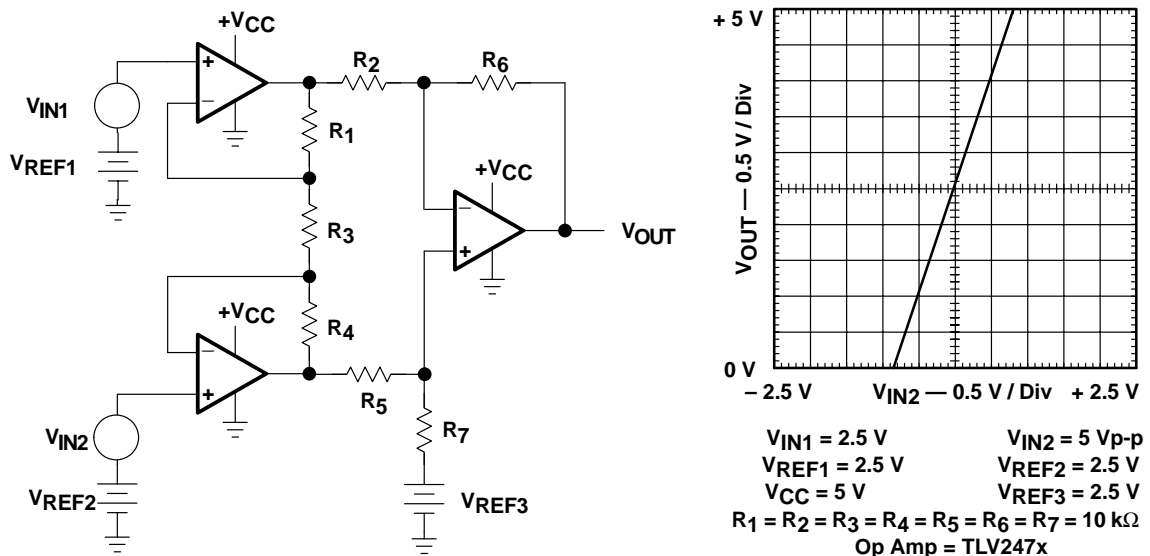 +VCC
+
−
VIN1
VREF1
R1
R2
R6
R3
+VCC
−
+
VOUT
R4
+VCC
−
+
R5
R7
VIN2
VREF2
VREF3
+ 5 V
VOUT — 0.5 V / Div
0 V
– 2.5 V
VIN2 — 0.5 V / Div
+ 2.5 V
VIN1 = 2.5 V
VIN2 = 5 Vp-p
VREF1 = 2.5 V
VREF2 = 2.5 V
VCC = 5 V
VREF3 = 2.5 V
R1 = R2 = R3 = R4 = R5 = R6 = R7 = 10 kΩ
Op Amp = TLV247x